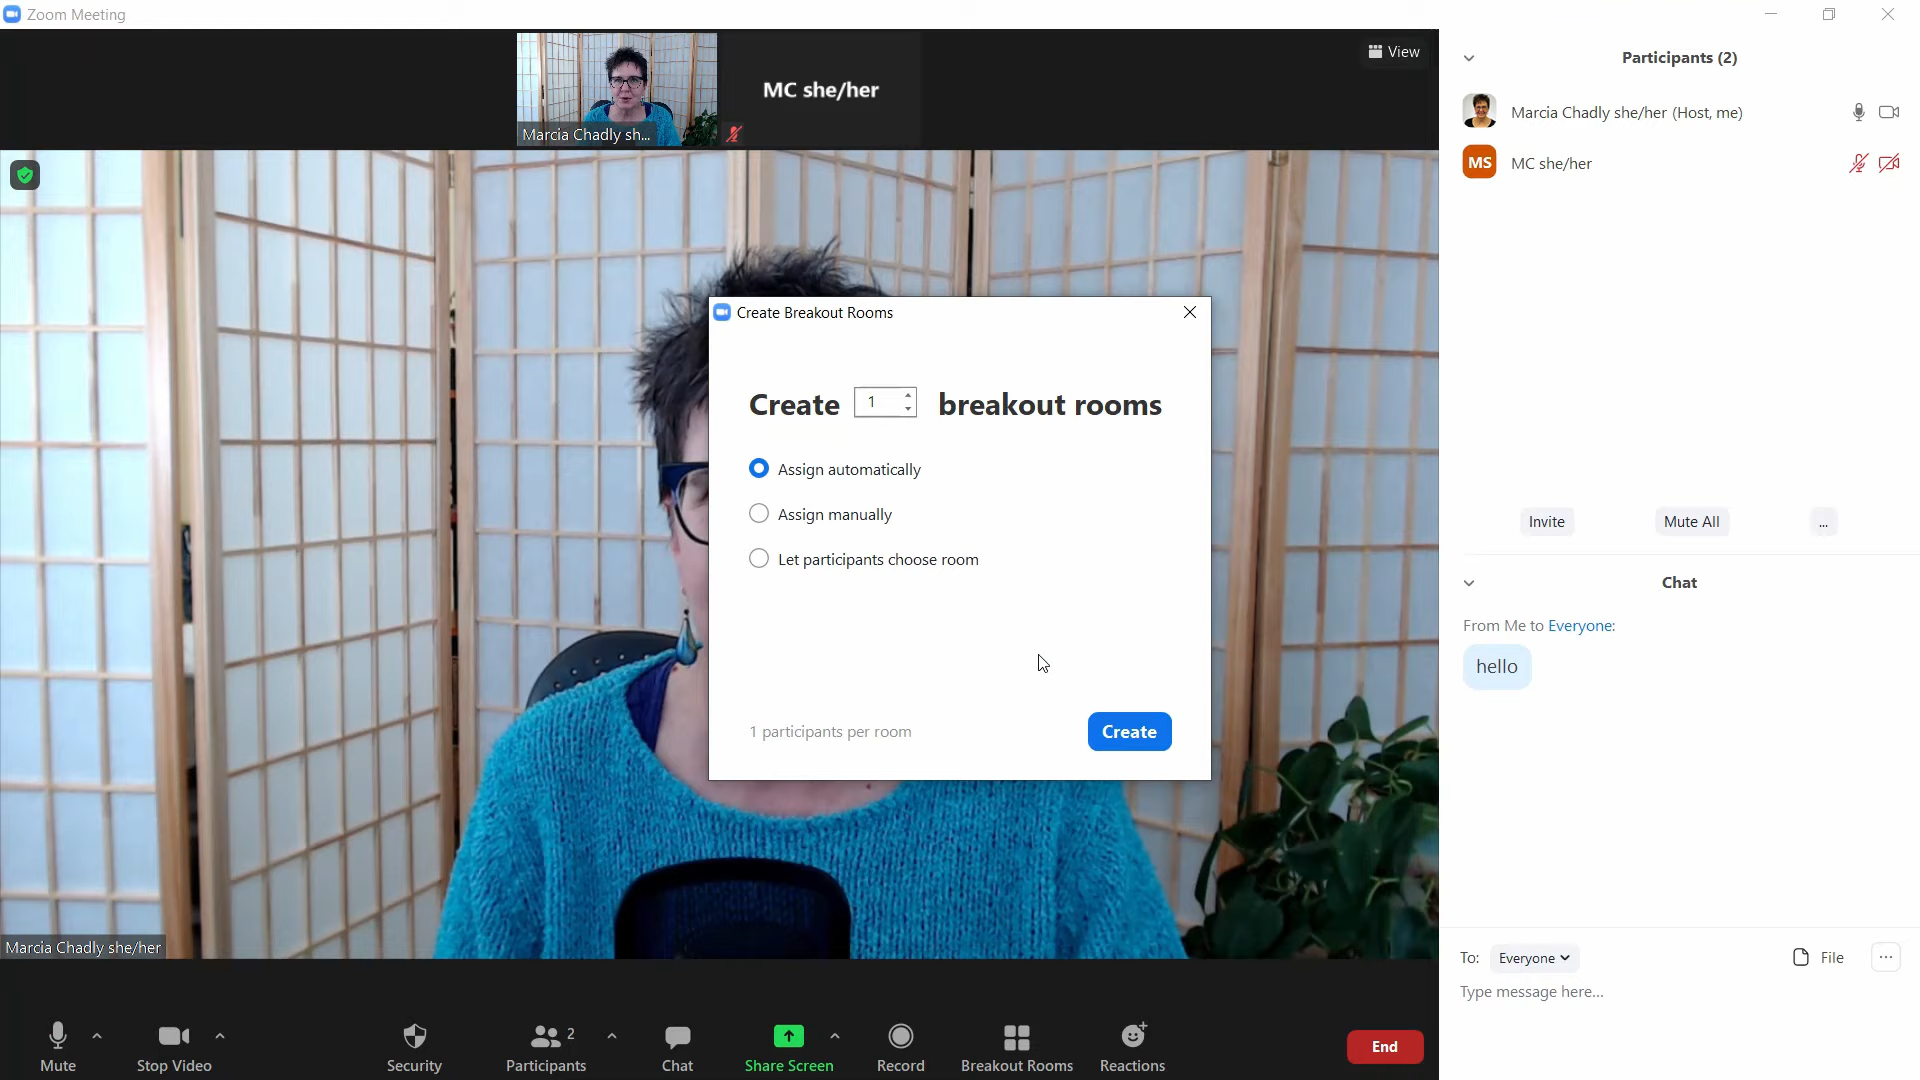 Zoom Meeting
View
MC she/her
Marcia Chadly sh...
Participants (2)
Marcia Chadly she/her (Host, me)
MS
MC she/her
Create Breakout Rooms
Create 1 breakout rooms
Assign automatically
Assign manually
Let participants choose room
1 participants per room
Create
Invite
Mute All
...
Chat
From Me to Everyone:
hello
Marcia Chadly she/her
To: Everyone
File
...
Type message here...
Mute
Stop Video
Security
Participants
2
Chat
Share Screen
Record
Breakout Rooms
Reactions
End